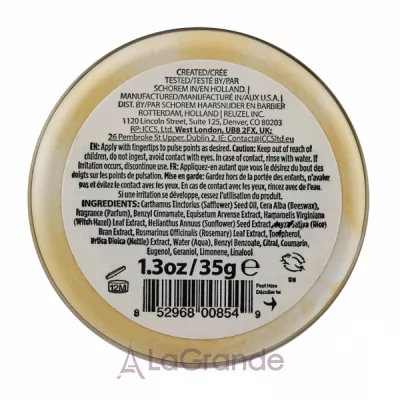 CREATED/CRÉE
TESTED/TESTÉ BY/PAR
SCHOREM IN/EN HOLLAND. |
MANUFACTURED/MANUFACTURÉ IN/AUX U.S.A. |
DIST. BY/PAR SCHOREM HAARSNIJDER EN BARBIER
ROTTERDAM, HOLLAND | REUZEL INC.
1120 Lincoln Street, Suite 125, Denver, CO 80203
RP: ICCS, Ltd. West London, UB8 2FX, UK;
26 Pembroke St Upper, Dublin 2. IE; Contact@ICCSltd.eu
EN: Apply with fingertips to pulse points as desired. Caution: Keep out of reach of
children. Do not ingest, avoid contact with eyes. In case of contact, rinse with water. If
irritation occurs, discontinue use. FR: Appliquez-en autant que vous le désirez du bout des
doigts sur les points de pulsation. Mise en garde: Gardez hors de la portée des enfants, n'avalez
pas et évitez le contact avec les yeux. En cas de contact avec les yeux, rincez avec de l'eau.
Si une irritation se développe, cessez d'utiliser ce produit. INGREDIENTS:
Carthamus Tinctorius (Safflower) Seed Oil, Cera Alba (Beeswax),
Fragrance (Parfum), Benzyl Cinnamate, Equisetum Arvense Extract, Hamamelis Virginiana
(Witch Hazel) Leaf Extract, Helianthus Annuus (Sunflower) Seed Extract, Oryza Sativa (Rice)
Bran Extract, Rosmarinus Officinalis (Rosemary) Leaf Extract, Tocopherol,
Urtica Dioica (Nettle) Extract, Water (Aqua), Benzyl Benzoate, Citral, Coumarin,
Eugenol, Geraniol, Limonene, Linalool
12M
1.3oz/35g e
Peel Here
Décoller ici
8 52968 00854 9
LaGrande